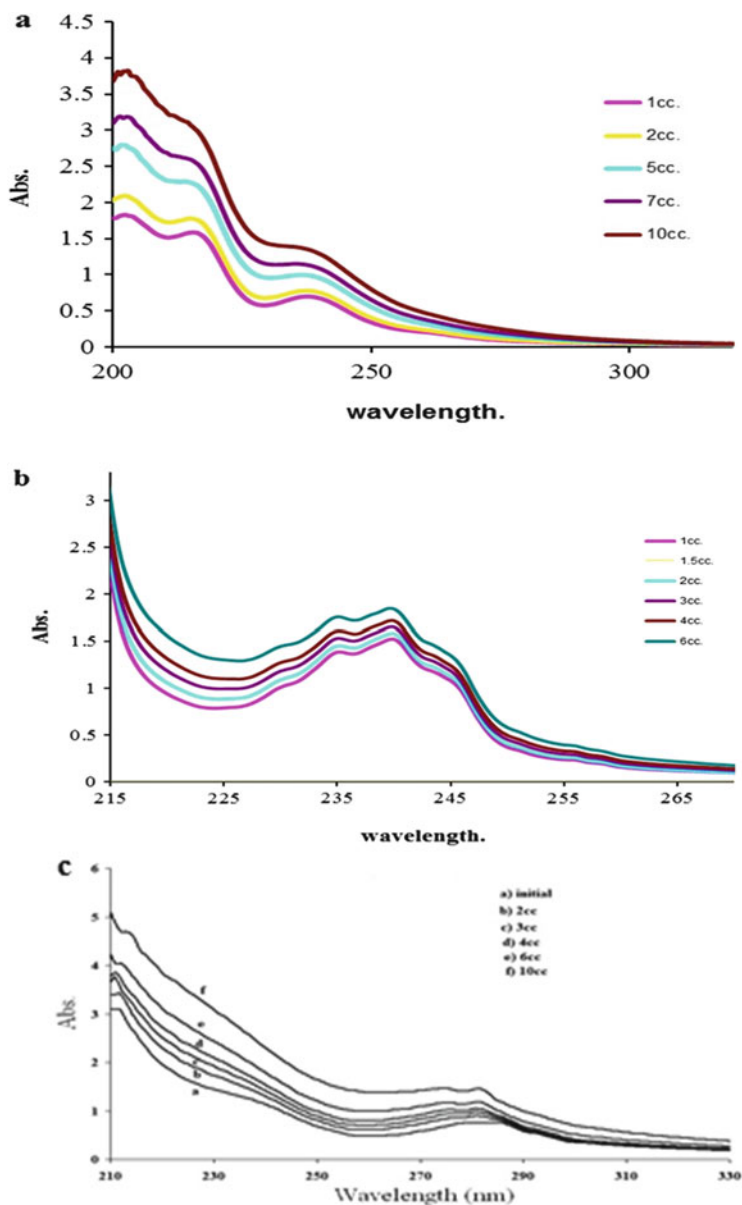 a
4.5
4
3.5
3
2.5
2
1.5
1
0.5
0
Abs.
1cc.
2cc.
5cc.
7cc.
10cc.
200 250 300
wavelength.
b
3
2.5
2
1.5
1
0.5
0
Abs.
1cc.
1.5cc.
2cc.
3cc.
4cc.
6cc.
215 225 235 245 255 265
wavelength.
c
6
5
4
3
2
1
0
Abs.
a) initial
b) 2cc
c) 3cc
d) 4cc
e) 6cc
f) 10cc
f
e
d
c
b
a
210 230 250 270 290 310 330
Wavelength (nm)